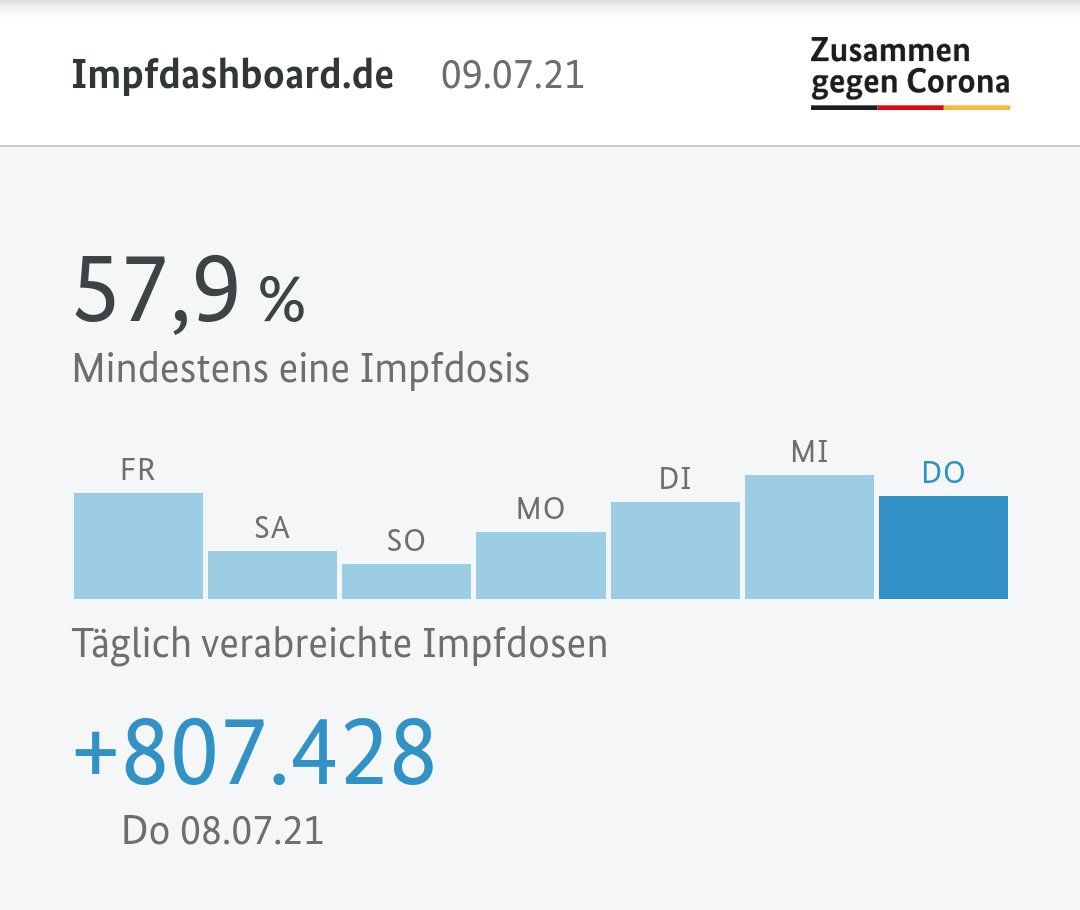 Impfdashboard.de 09.07.21
Zusammen
gegen Corona
57,9 %
Mindestens eine Impfdosis
FR
SA
SO
MO
DI
MI
DO
Täglich verabreichte Impfdosen
+807.428
Do 08.07.21